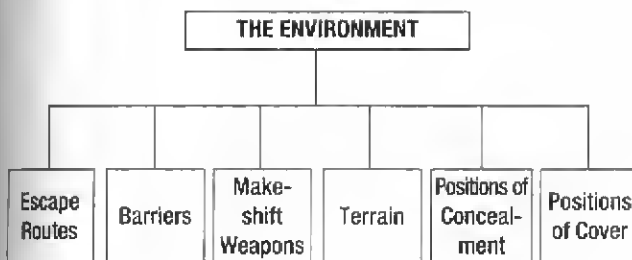 THE ENVIRONMENT
Escape
Routes
Barriers
Make-
shift
Weapons
Terrain
Positions of
Conceal-
ment
Positions
of Cover